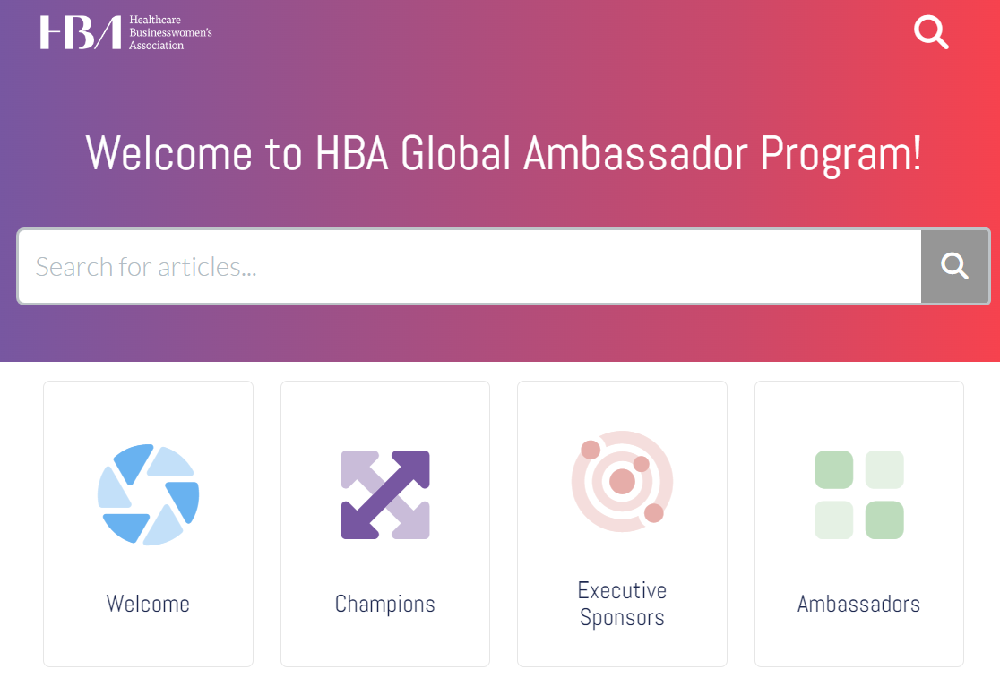 HBA
Healthcare
Businesswomen's
Association
Welcome to HBA Global Ambassador Program!
Search for articles...
Welcome
Champions
Executive
Sponsors
Ambassadors